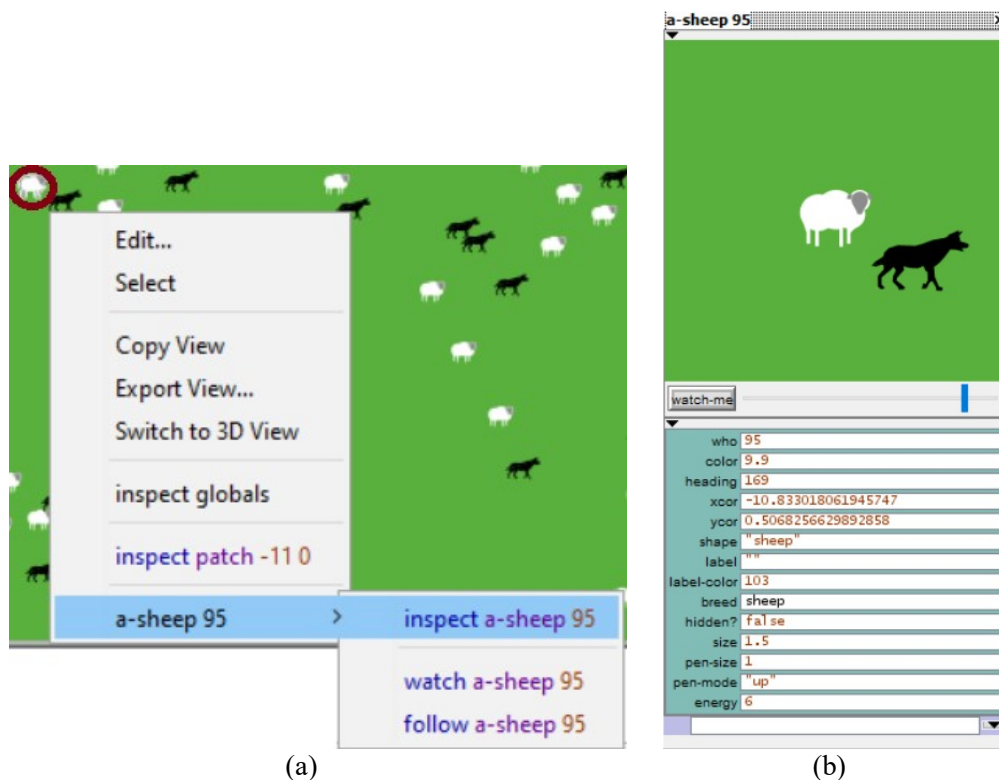 Edit...
Select
Copy View
Export View...
Switch to 3D View
inspect globals
inspect patch -11 0
a-sheep 95 >
inspect a-sheep 95
watch a-sheep 95
follow a-sheep 95
(a)
a-sheep 95
watch-me
who 95
color 9.9
heading 169
xcor -10.833018061945747
ycor 0.5068256629892858
shape "sheep"
label ""
label-color 103
breed sheep
hidden? false
size 1.5
pen-size 1
pen-mode "up"
energy 6
(b)